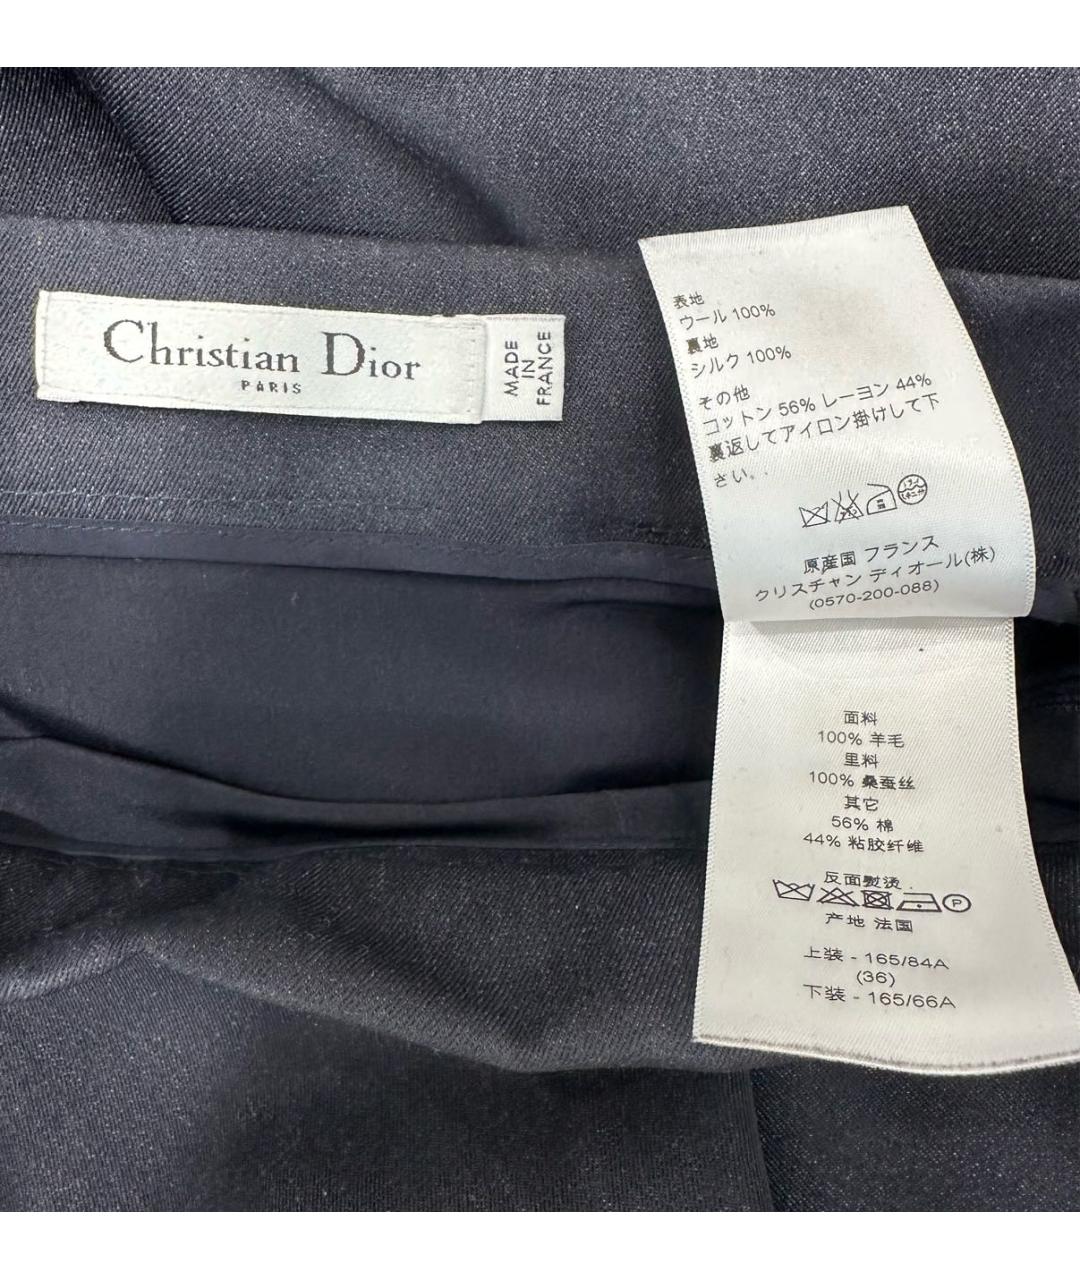 Christian Dior
PARIS
MADE
IN
FRANCE
表地
ウール 100%
裏地
シルク 100%
その他
コットン 56% レーヨン 44%
裏返してアイロン掛けして下
さい。
原産国 フランス
クリスチャン ディオール(株)
(0570-200-088)
面料
100% 羊毛
里料
100% 桑蚕丝
其它
56% 棉
44% 粘胶纤维
反面熨烫
P
产地 法国
上装 - 165/84A
(36)
下装 - 165/66A